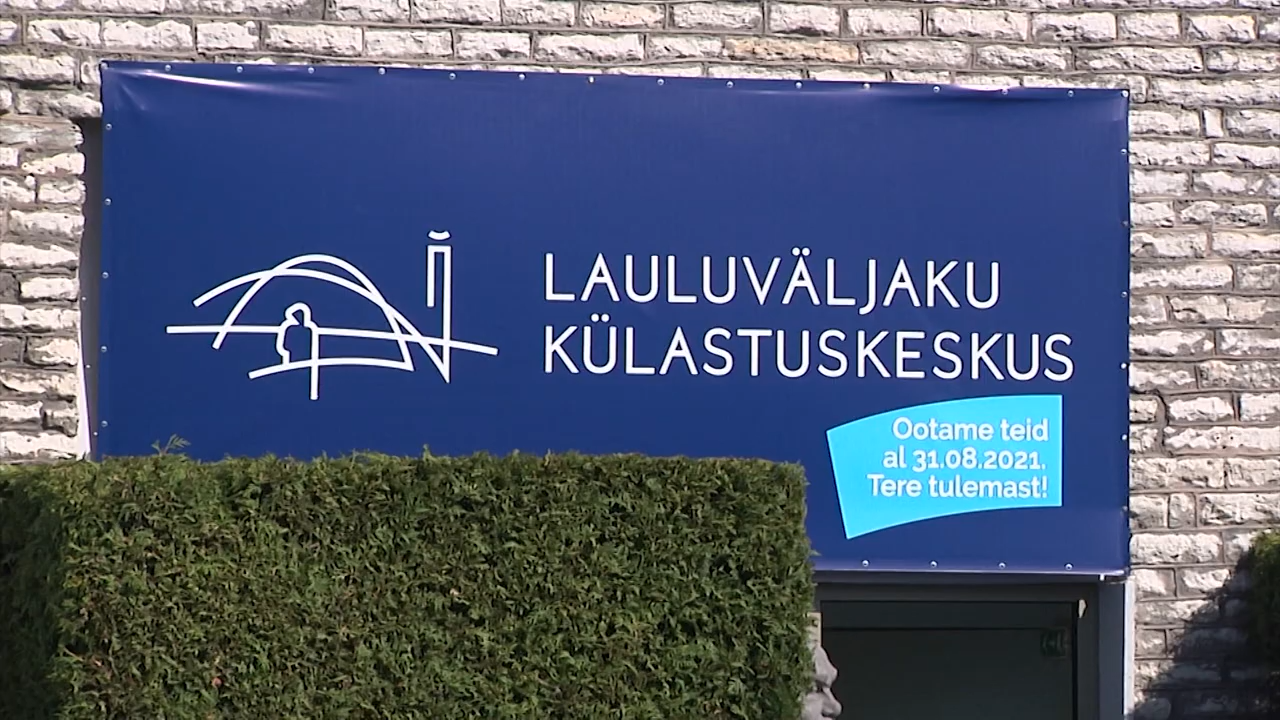 LAULUVÄLJAKU
KÜLASTUSKESKUS
Ootame teid
al 31.08.2021.
Tere tulemast!